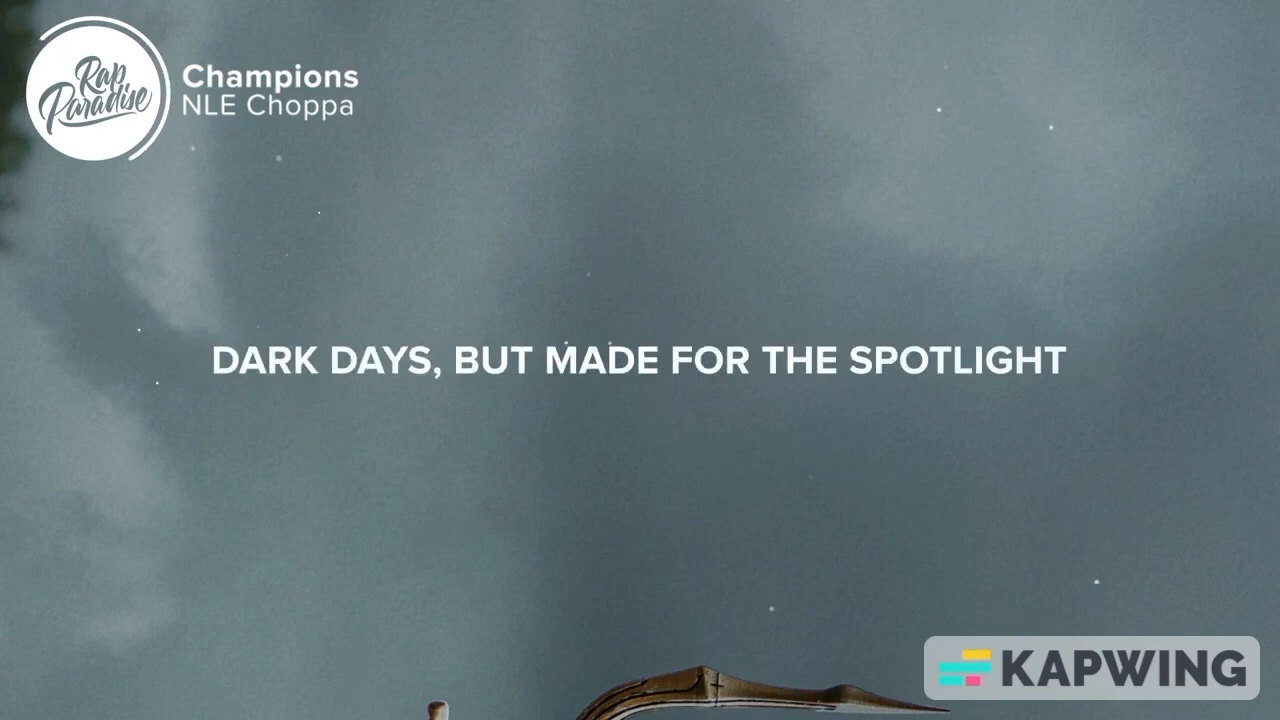 Rap
Paradise
Champions
NLE Choppa
DARK DAYS, BUT MADE FOR THE SPOTLIGHT
KAPWING